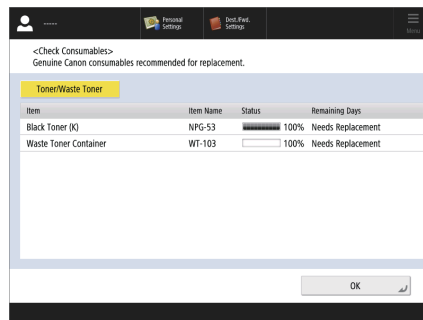 -----
Personal Settings
Dest./Fwd. Settings
Menu
<Check Consumables>
Genuine Canon consumables recommended for replacement.
Toner/Waste Toner
Item Item Name Status Remaining Days
Black Toner (K) NPG-53 100% Needs Replacement
Waste Toner Container WT-103 100% Needs Replacement
OK